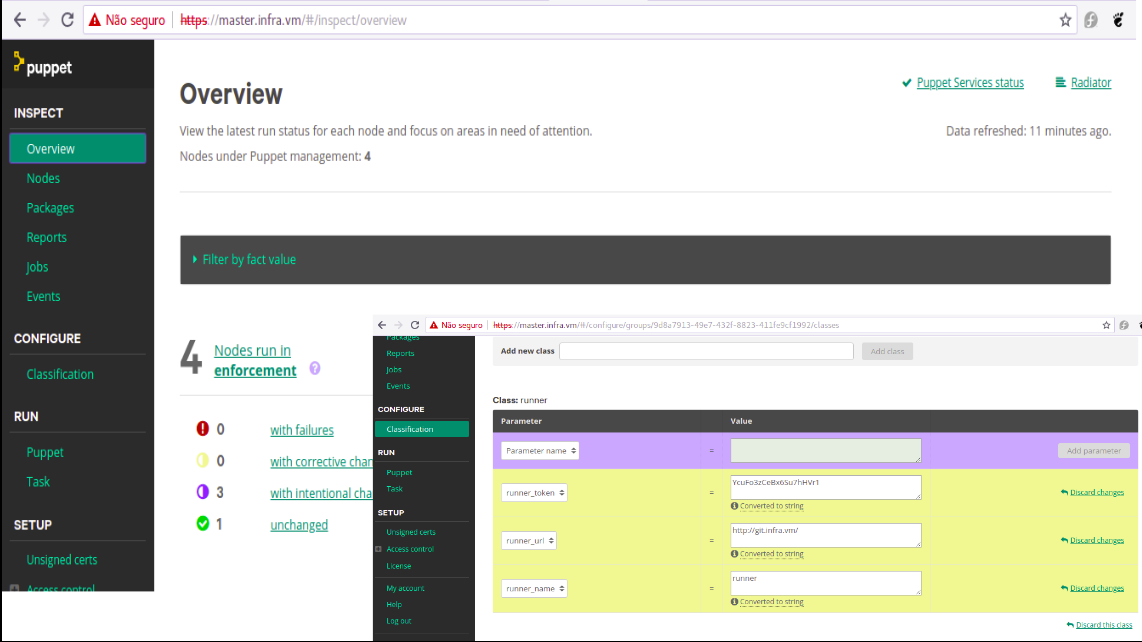 Não seguro https://master.infra.vm/#/inspect/overview
puppet
INSPECT
Overview
Nodes
Packages
Reports
Jobs
Events
CONFIGURE
Classification
RUN
Puppet
Task
SETUP
Unsigned certs
Access control
Overview
Puppet Services status
Radiator
View the latest run status for each node and focus on areas in need of attention.
Data refreshed: 11 minutes ago.
Nodes under Puppet management: 4
Filter by fact value
4 Nodes run in
enforcement ?
0 with failures
0 with corrective chan
3 with intentional cha
1 unchanged
Não seguro https://master.infra.vm/#/configure/groups/9d8a7913-49e7-432f-8823-411fe9cf1992/classes
Packages
Reports
Jobs
Events
CONFIGURE
Classification
RUN
Puppet
Task
SETUP
Unsigned certs
Access control
License
My account
Help
Log out
Add new class
Add class
Class: runner
Parameter Value
Parameter name = Add parameter
runner_token = YcuFo3zCeBx6Su7hHVr1 Discard changes
Converted to string
runner_url = http://git.infra.vm/ Discard changes
Converted to string
runner_name = runner Discard changes
Converted to string
Discard this class